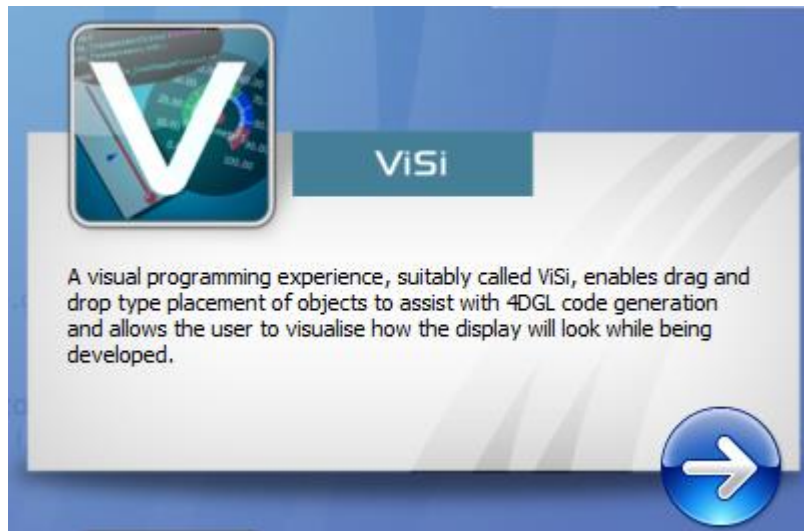 V
ViSi
A visual programming experience, suitably called ViSi, enables drag and
drop type placement of objects to assist with 4DGL code generation
and allows the user to visualise how the display will look while being
developed.